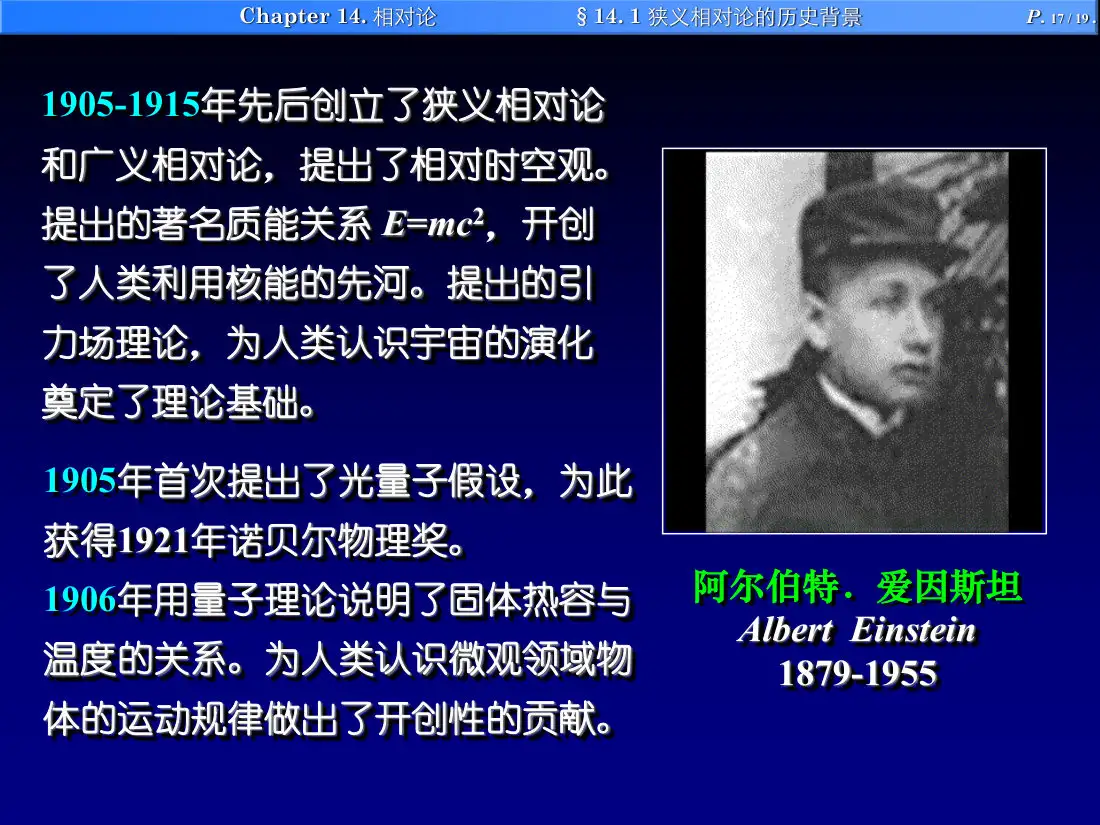 Chapter 14. 相对论 §14. 1 狭义相对论的历史背景 P. 17 / 19 .
1905-1915年先后创立了狭义相对论
和广义相对论，提出了相对时空观。
提出的著名质能关系 E=mc²，开创
了人类利用核能的先河。提出的引
力场理论，为人类认识宇宙的演化
奠定了理论基础。
1905年首次提出了光量子假设，为此
获得1921年诺贝尔物理奖。
1906年用量子理论说明了固体热容与
温度的关系。为人类认识微观领域物
体的运动规律做出了开创性的贡献。
阿尔伯特．爱因斯坦
Albert Einstein
1879-1955